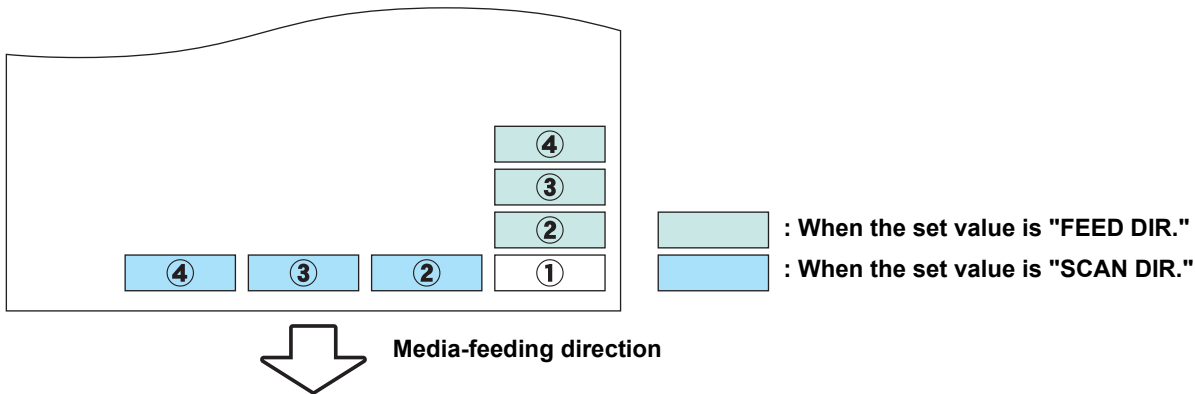 ④
③
②
④ ③ ② ①
: When the set value is "FEED DIR."
: When the set value is "SCAN DIR."
Media-feeding direction